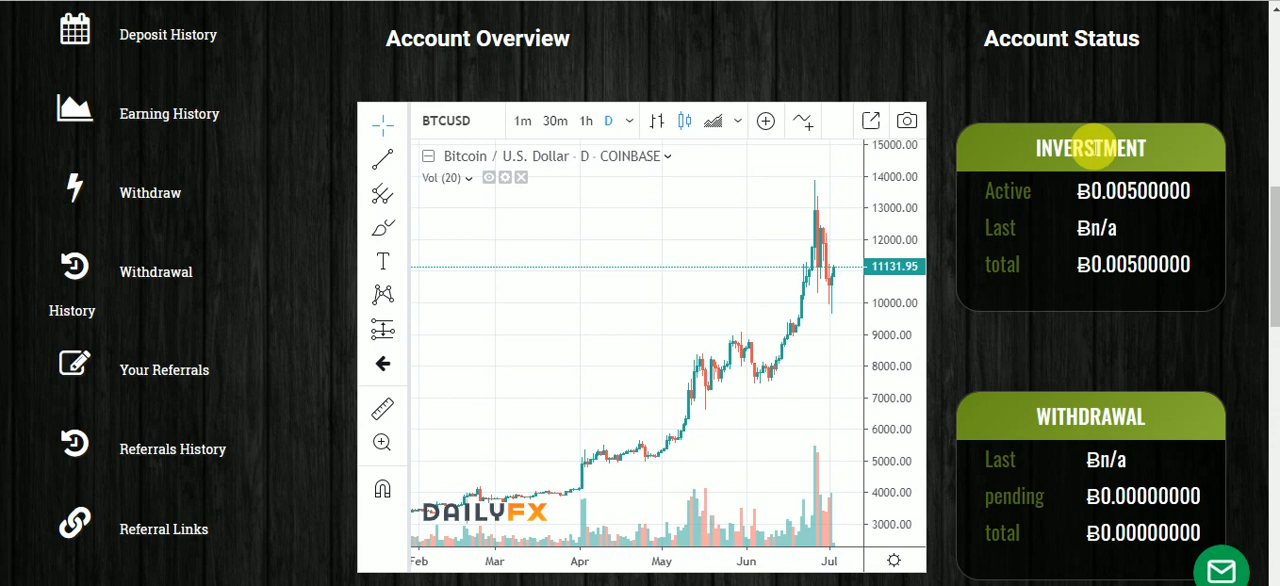 Deposit History
Earning History
Withdraw
Withdrawal
History
Your Referrals
Referrals History
Referral Links
Account Overview
BTCUSD 1m 30m 1h D
Bitcoin / U.S. Dollar · D · COINBASE
Vol (20)
15000.00
14000.00
13000.00
12000.00
11131.95
10000.00
9000.00
8000.00
7000.00
6000.00
5000.00
4000.00
3000.00
DAILYFX
Feb Mar Apr May Jun Jul
Account Status
INVERSTMENT
Active Ƀ0.00500000
Last Ƀn/a
total Ƀ0.00500000
WITHDRAWAL
Last Ƀn/a
pending Ƀ0.00000000
total Ƀ0.00000000